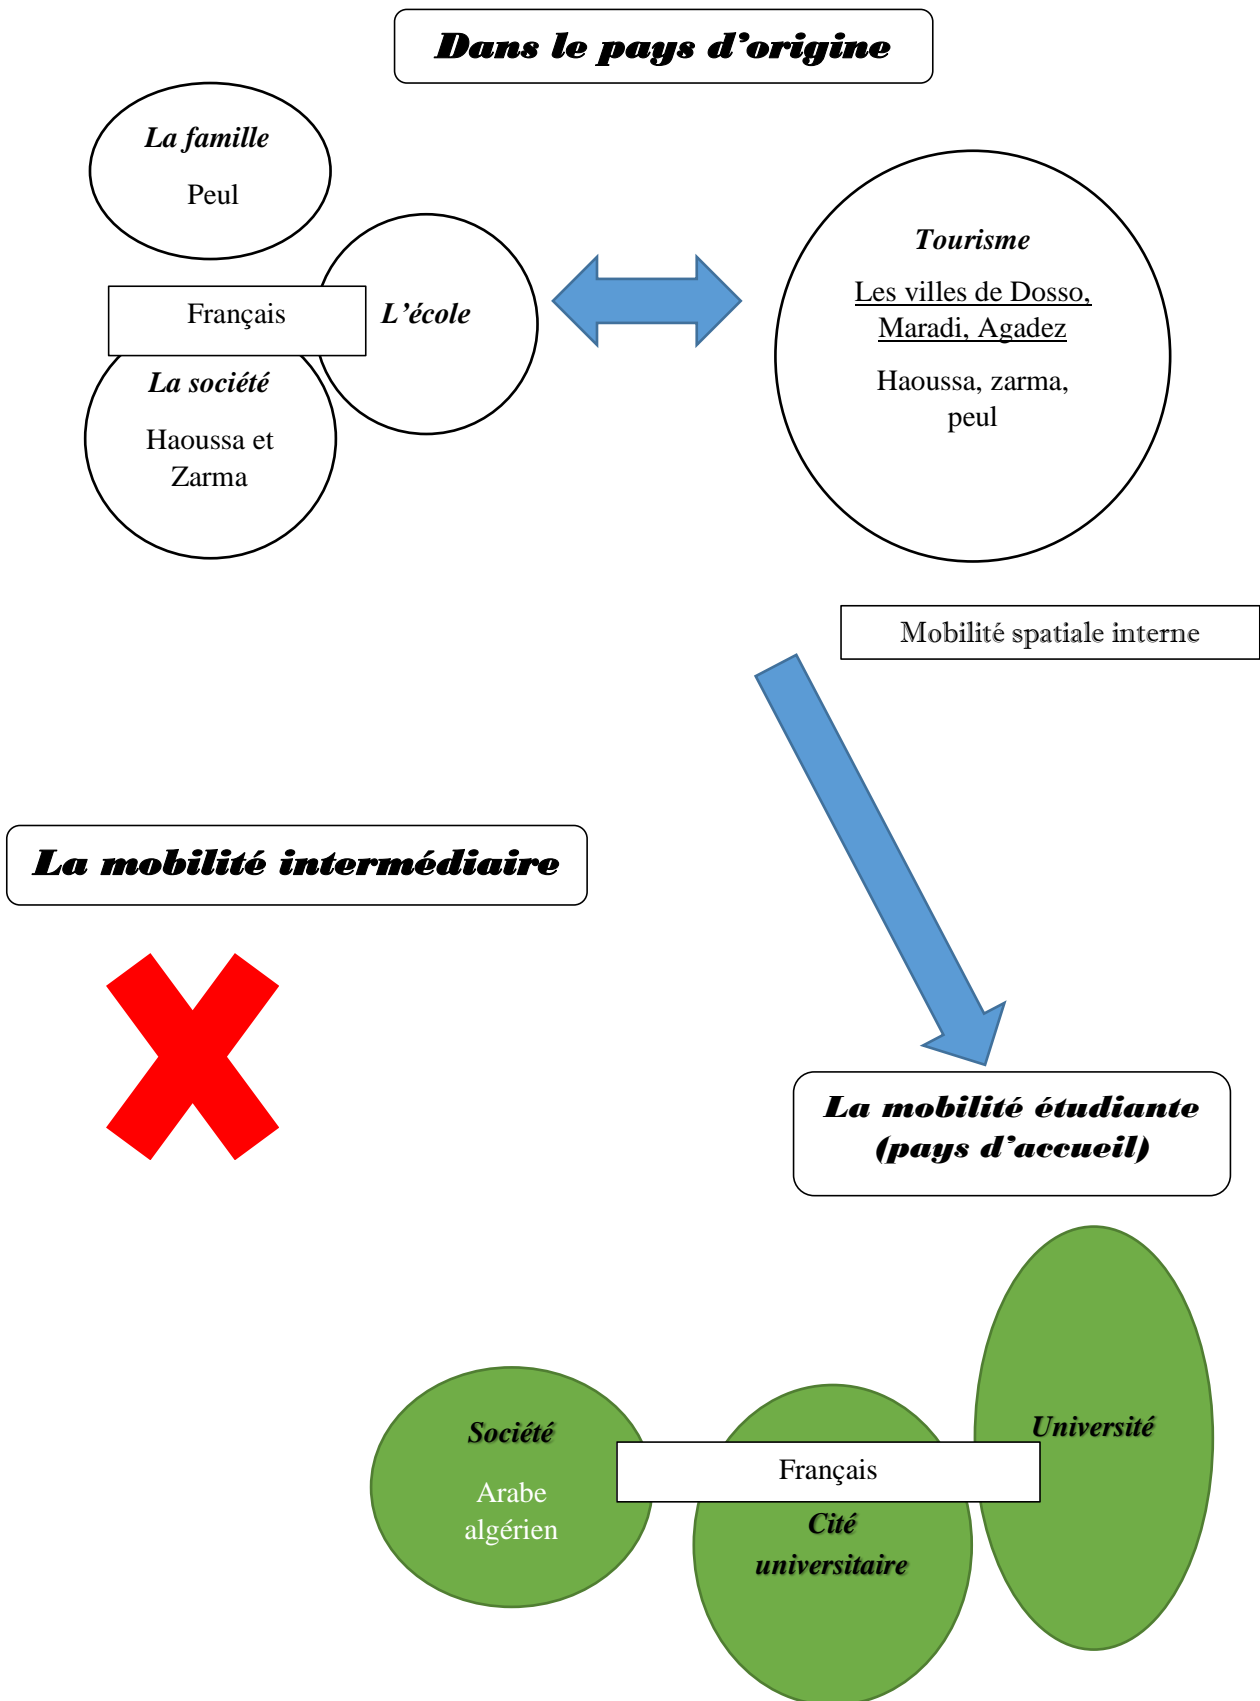 Dans le pays d'origine
La famille
Peul
Français
L'école
La société
Haoussa et
Zarma
Tourisme
Les villes de Dosso,
Maradi, Agadez
Haoussa, zarma,
peul
Mobilité spatiale interne
La mobilité intermédiaire
La mobilité étudiante
(pays d'accueil)
Société
Arabe
algérien
Français
Cité
universitaire
Université